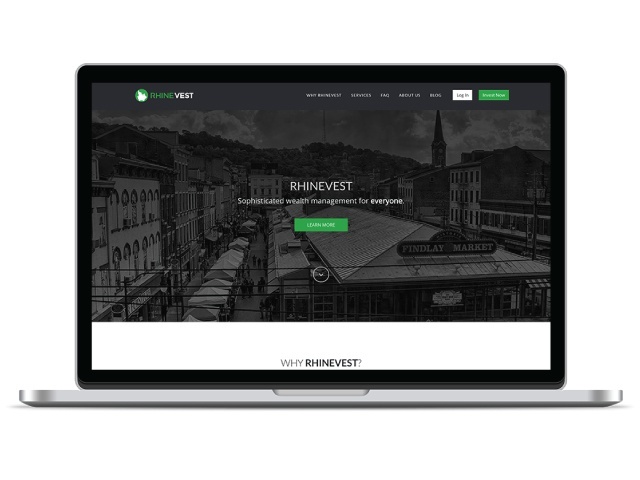 RHINEVEST
WHY RHINEVEST
SERVICES
FAQ
ABOUT US
BLOG
Log In
Invest Now
RHINEVEST
Sophisticated wealth management for everyone.
LEARN MORE
FINDLAY MARKET
WHY RHINEVEST?